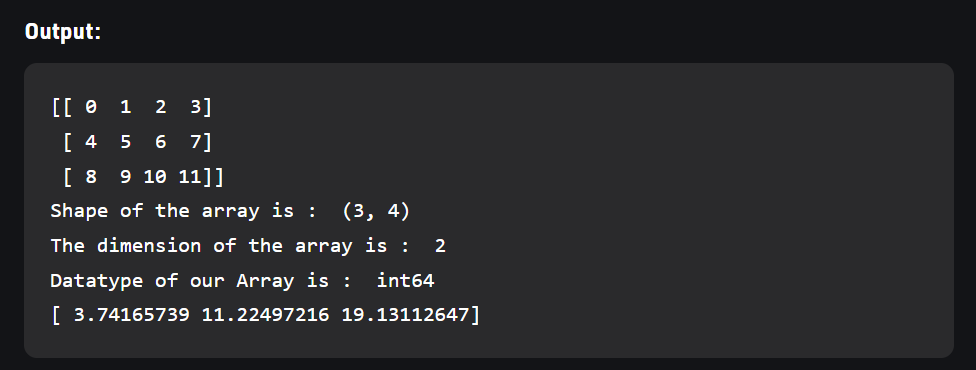 Output:
[[ 0  1  2  3]
 [ 4  5  6  7]
 [ 8  9 10 11]]
Shape of the array is :  (3, 4)
The dimension of the array is :  2
Datatype of our Array is :  int64
[ 3.74165739 11.22497216 19.13112647]